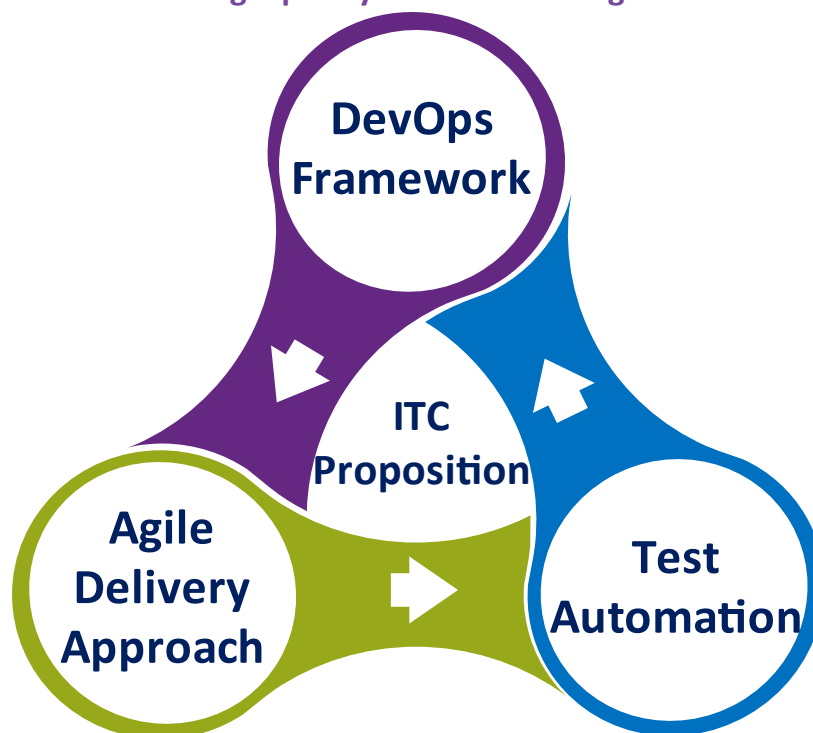 DevOps
Framework
ITC
Proposition
Agile
Delivery
Approach
Test
Automation